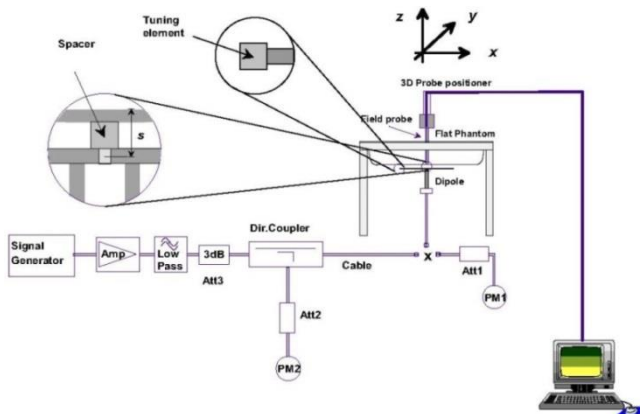 z
y
x
Tuning
element
Spacer
s
3D Probe positioner
Field probe
Flat Phantom
Dipole
Signal
Generator
Amp
Low
Pass
3dB
Att3
Dir.Coupler
Cable
x
Att1
PM1
Att2
PM2